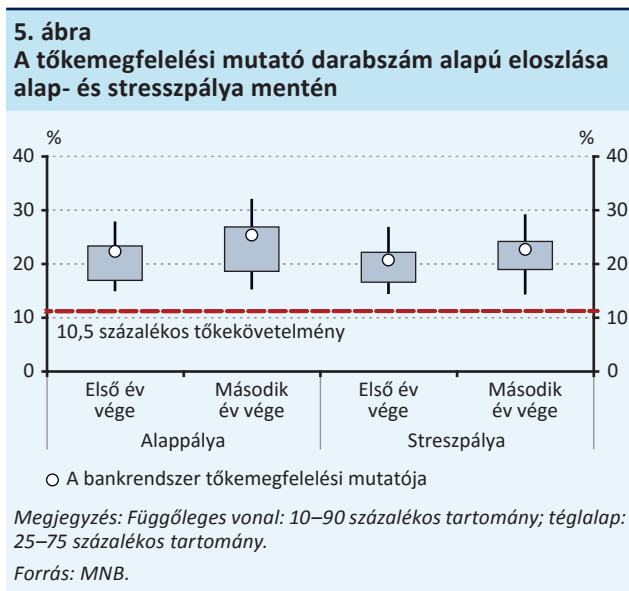 5. ábra
A tőkemegfelelési mutató darabszám alapú eloszlása
alap- és stresszpálya mentén
% %
40 40
30 30
20 20
10 10
10,5 százalékos tőkekövetelmény
0 0
Első év Második Első év Második
vége év vége vége év vége
Alappálya Streszpálya
A bankrendszer tőkemegfelelési mutatója
Megjegyzés: Függőleges vonal: 10–90 százalékos tartomány; téglalap:
25–75 százalékos tartomány.
Forrás: MNB.